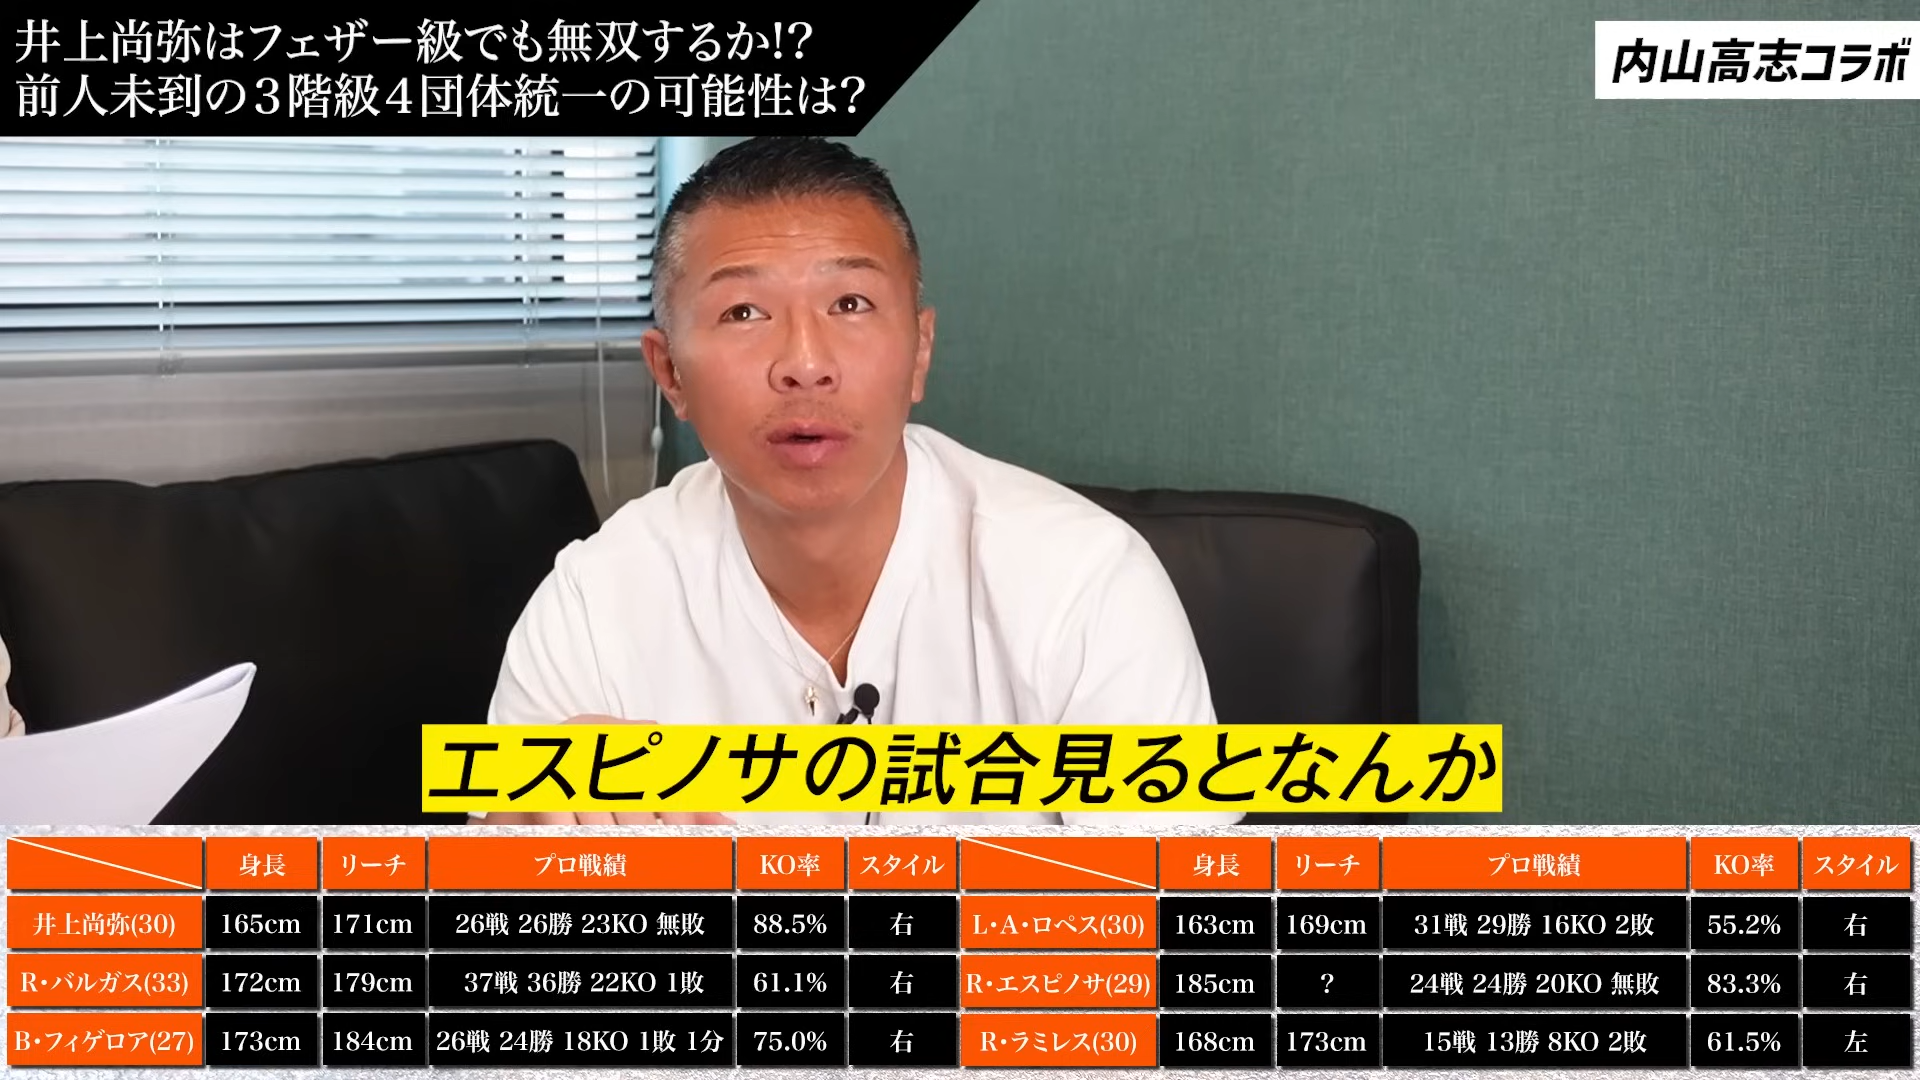 井上尚弥はフェザー級でも無双するか!?
前人未到の3階級4団体統一の可能性は?
内山高志コラボ
エスピノサの試合見るとなんか
身長 リーチ プロ戦績 KO率 スタイル
井上尚弥(30) 165cm 171cm 26戦 26勝 23KO 無敗 88.5% 右
R・バルガス(33) 172cm 179cm 37戦 36勝 22KO 1敗 61.1% 右
B・フィゲロア(27) 173cm 184cm 26戦 24勝 18KO 1敗 1分 75.0% 右
身長 リーチ プロ戦績 KO率 スタイル
L・A・ロペス(30) 163cm 169cm 31戦 29勝 16KO 2敗 55.2% 右
R・エスピノサ(29) 185cm ? 24戦 24勝 20KO 無敗 83.3% 右
R・ラミレス(30) 168cm 173cm 15戦 13勝 8KO 2敗 61.5% 左